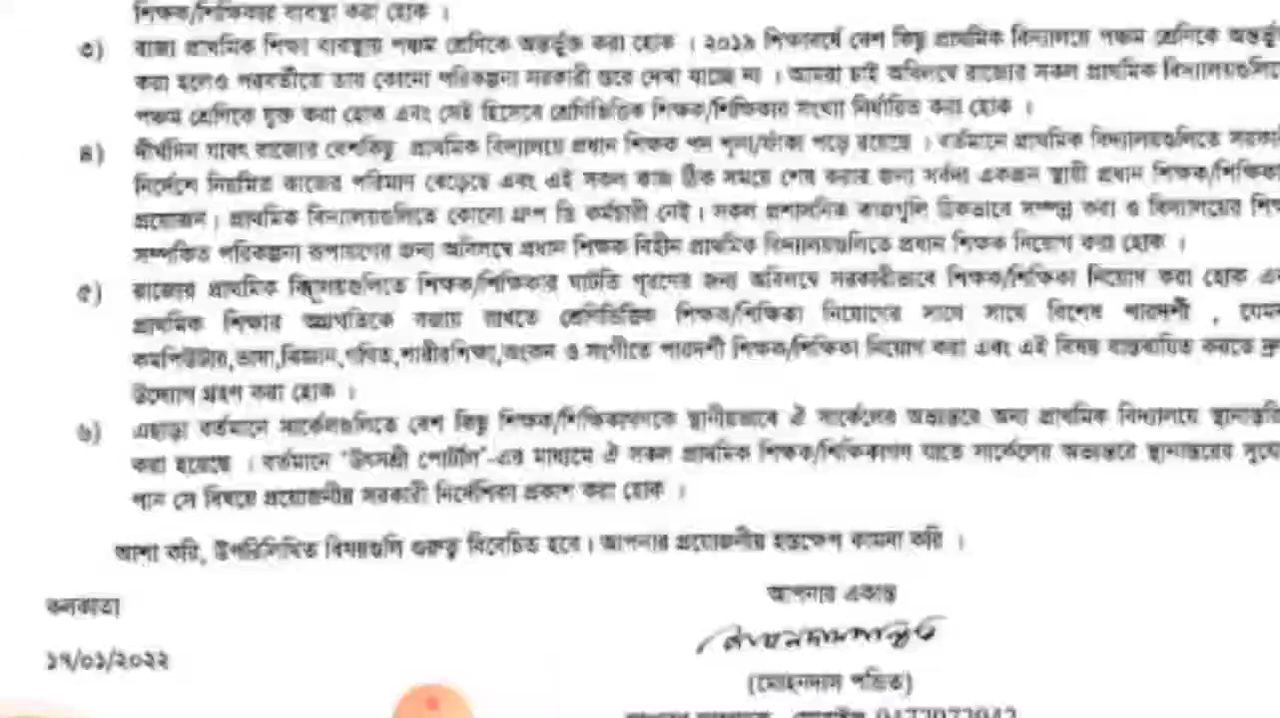 শিক্ষক/শিক্ষিকার ব্যবস্থা করা হোক ।
৩) রাজ্য প্রাথমিক শিক্ষা ব্যবস্থায় পঞ্চম শ্রেণিকে অন্তর্ভুক্ত করা হোক । ২০১৯ শিক্ষাবর্ষে বেশ কিছু প্রাথমিক বিদ্যালয়ে পঞ্চম শ্রেণিকে অন্তর্ভু
করা হলেও পরবর্তীতে তার কোনো পরিকল্পনা সরকারী স্তরে দেখা যাচ্ছে না । আমরা চাই অবিলম্বে রাজ্যের সকল প্রাথমিক বিদ্যালয়গুলিতে
পঞ্চম শ্রেণিকে যুক্ত করা হোক এবং সেই হিসেবে শ্রেণিভিত্তিক শিক্ষক/শিক্ষিকার সংখ্যা নির্ধারিত করা হোক ।
৪) দীর্ঘদিন যাবৎ রাজ্যের বেশকিছু প্রাথমিক বিদ্যালয়ে প্রধান শিক্ষক পদ শূন্য/ফাঁকা পড়ে রয়েছে । বর্তমানে প্রাথমিক বিদ্যালয়গুলিতে সরকা
নির্দেশে নিয়মিত কাজের পরিমান বেড়েছে এবং এই সকল কাজ ঠিক সময়ে শেষ করার জন্য সর্বদা একজন স্থায়ী প্রধান শিক্ষক/শিক্ষিকা
প্রয়োজন। প্রাথমিক বিদ্যালয়গুলিতে কোনো গ্রুপ ডি কর্মচারী নেই। সকল প্রশাসনিক কাজগুলি ঠিকভাবে সম্পন্ন করা ও বিদ্যালয়ের শিক্ষ
সম্পর্কিত পরিকল্পনা রূপায়ণের জন্য অবিলম্বে প্রধান শিক্ষক বিহীন প্রাথমিক বিদ্যালয়গুলিতে প্রধান শিক্ষক নিয়োগ করা হোক ।
৫) রাজ্যের প্রাথমিক বিদ্যালয়গুলিতে শিক্ষক/শিক্ষিকার ঘাটতি পূরণের জন্য অবিলম্বে সরকারীভাবে শিক্ষক/শিক্ষিকা নিয়োগ করা হোক এব
প্রাথমিক শিক্ষার অগ্রগতিকে বজায় রাখতে শ্রেণিভিত্তিক শিক্ষক/শিক্ষিকা নিয়োগের সাথে সাথে বিশেষ পারদর্শী , যেমন
কমপিউটার,ভাষা,বিজ্ঞান,গণিত,শারীরশিক্ষা,অংকন ও সংগীতে পারদর্শী শিক্ষক/শিক্ষিকা নিয়োগ করা এবং এই বিষয় বাস্তবায়িত করতে দ্রুত
উদ্যোগ গ্রহণ করা হোক ।
৬) এছাড়া বর্তমানে সার্কেলগুলিতে বেশ কিছু শিক্ষক/শিক্ষিকাগণকে স্থানীয়ভাবে ঐ সার্কেলের অভ্যন্তরে অন্য প্রাথমিক বিদ্যালয়ে স্থানান্তরি
করা হয়েছে । বর্তমানে "উৎসশ্রী পোর্টাল"-এর মাধ্যমে ঐ সকল প্রাথমিক শিক্ষক/শিক্ষিকাগণ যাতে সার্কেলের অভ্যন্তরে স্থানান্তরের সুযো
পান সে বিষয়ে প্রয়োজনীয় সরকারী নির্দেশিকা প্রকাশ করা হোক ।
আশা করি, উপরিলিখিত বিষয়গুলি গুরুত্ব বিবেচিত হবে। আপনার প্রয়োজনীয় হস্তক্ষেপ কামনা করি ।
আপনার একান্ত
কলকাতা
মোহনদাস পন্ডিত
১৭/০১/২০২২
(মোহনদাস পন্ডিত)